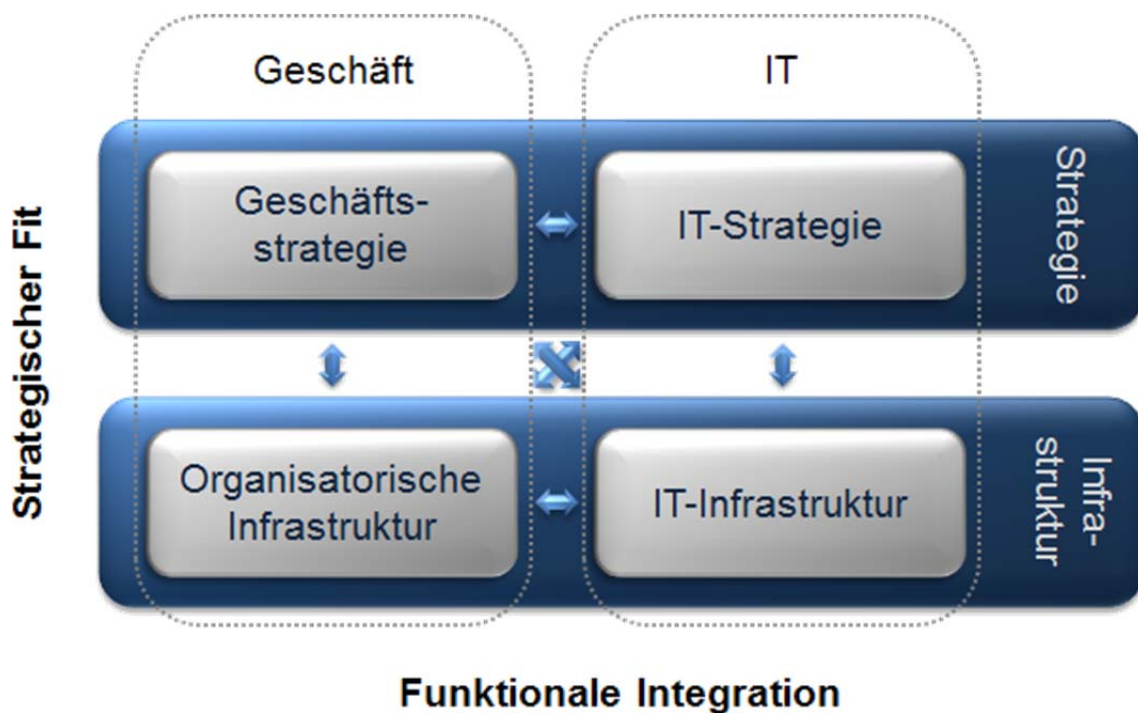 Geschäft
IT
Strategischer Fit
Geschäfts-
strategie
IT-Strategie
Strategie
Organisatorische
Infrastruktur
IT-Infrastruktur
Infra-
struktur
Funktionale Integration